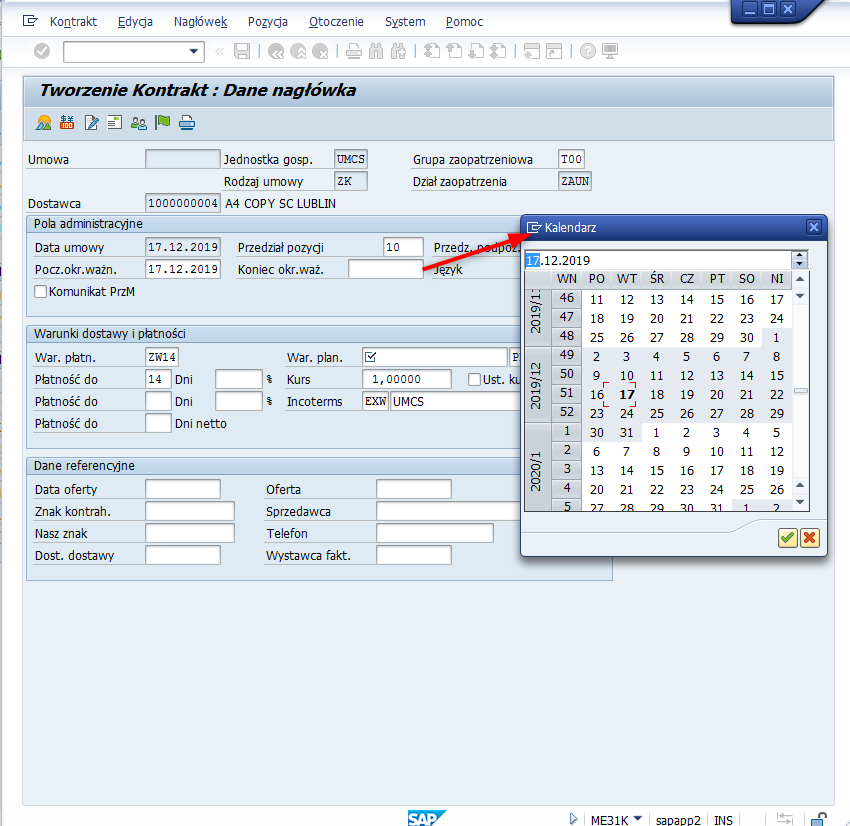 Kontrakt Edycja Nagłówek Pozycja Otoczenie System Pomoc
Tworzenie Kontrakt : Dane nagłówka
Umowa Jednostka gosp. UMCS Grupa zaopatrzeniowa T00
Rodzaj umowy ZK Dział zaopatrzenia ZAUN
Dostawca 1000000004 A4 COPY SC LUBLIN
Pola administracyjne
Data umowy 17.12.2019 Przedział pozycji 10 Przedz. podpoz.
Pocz.okr.ważn. 17.12.2019 Koniec okr.waż. Język
Komunikat PrzM
Warunki dostawy i płatności
War. płatn. ZW14 War. plan.
Płatność do 14 Dni % Kurs 1,00000 Ust. ku
Płatność do Dni % Incoterms EXW UMCS
Płatność do Dni netto
Dane referencyjne
Data oferty Oferta
Znak kontrah. Sprzedawca
Nasz znak Telefon
Dost. dostawy Wystawca fakt.
Kalendarz
17.12.2019
WN PO WT ŚR CZ PT SO NI
2019/11
46 11 12 13 14 15 16 17
47 18 19 20 21 22 23 24
48 25 26 27 28 29 30 1
2019/12
49 2 3 4 5 6 7 8
50 9 10 11 12 13 14 15
51 16 17 18 19 20 21 22
52 23 24 25 26 27 28 29
2020/1
1 30 31 1 2 3 4 5
2 6 7 8 9 10 11 12
3 13 14 15 16 17 18 19
4 20 21 22 23 24 25 26
5 27 28 29 30 31 1 2
SAP ME31K sapapp2 INS